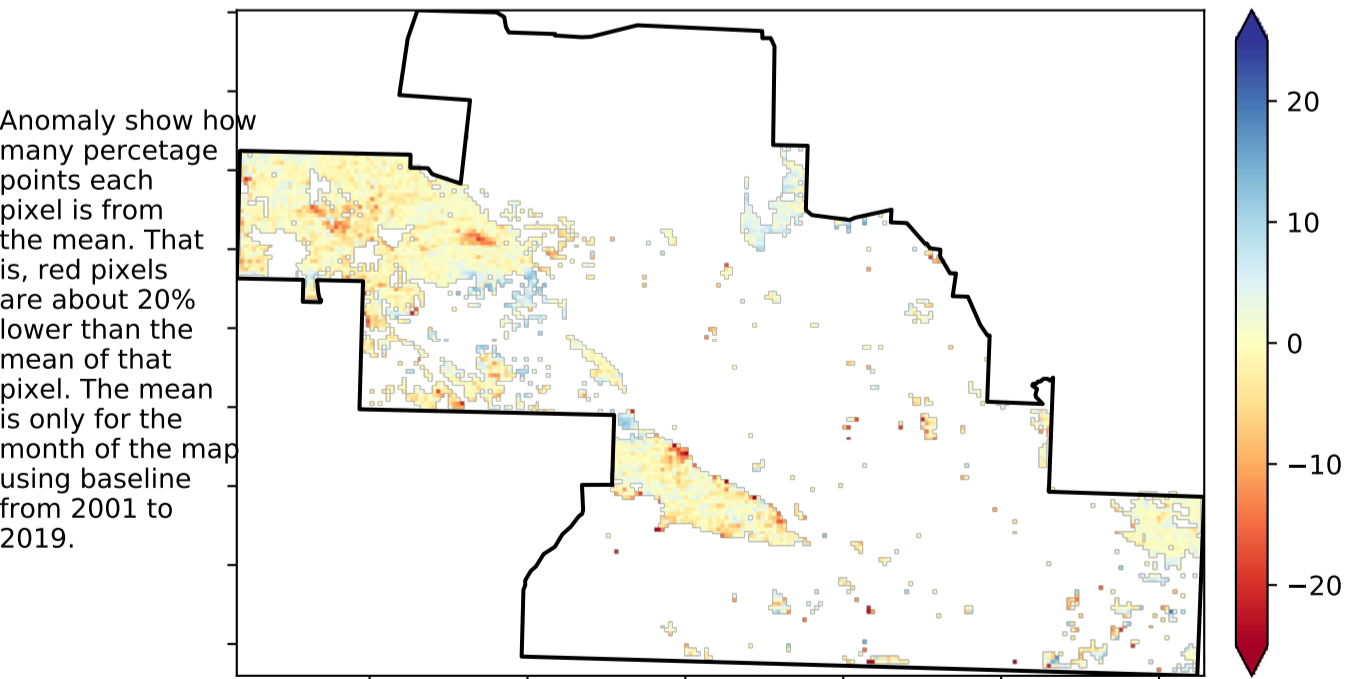 Anomaly show how
many percetage
points each
pixel is from
the mean. That
is, red pixels
are about 20%
lower than the
mean of that
pixel. The mean
is only for the
month of the map
using baseline
from 2001 to
2019.
20
10
0
−10
−20